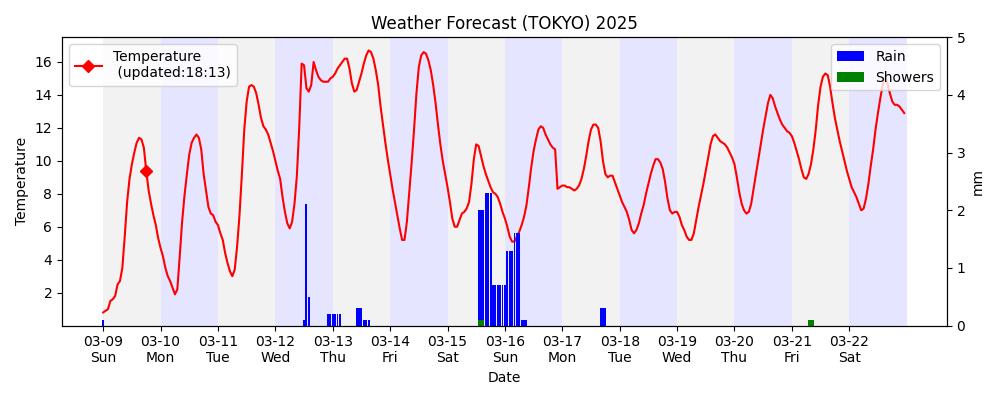 Weather Forecast (TOKYO) 2025
Temperature
(updated:18:13)
Rain
Showers
16
14
12
10
8
6
4
2
Temperature
5
4
3
2
1
0
mm
03-09 03-10 03-11 03-12 03-13 03-14 03-15 03-16 03-17 03-18 03-19 03-20 03-21 03-22
Sun Mon Tue Wed Thu Fri Sat Sun Mon Tue Wed Thu Fri Sat
Date